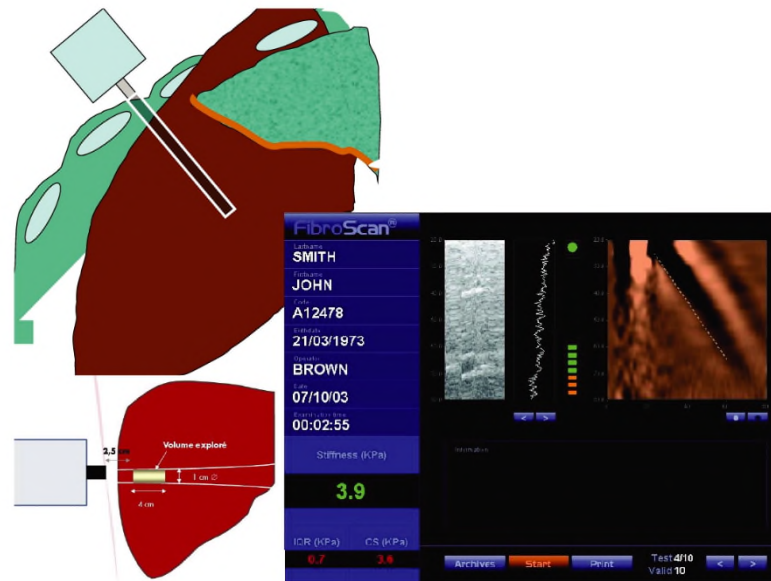 FibroScan®
Lastname
SMITH
Firstname
JOHN
Code
A12478
Birthdate
21/03/1973
Operator
BROWN
Date
07/10/03
Examination time
00:02:55
Stiffness (KPa)
3.9
IQR (KPa) CS (KPa)
0.7 3.6
Information
Archives Start Print
Test 4/10
Valid 10
< >
< >
2,5 cm
Volume exploré
1 cm ∅
4 cm